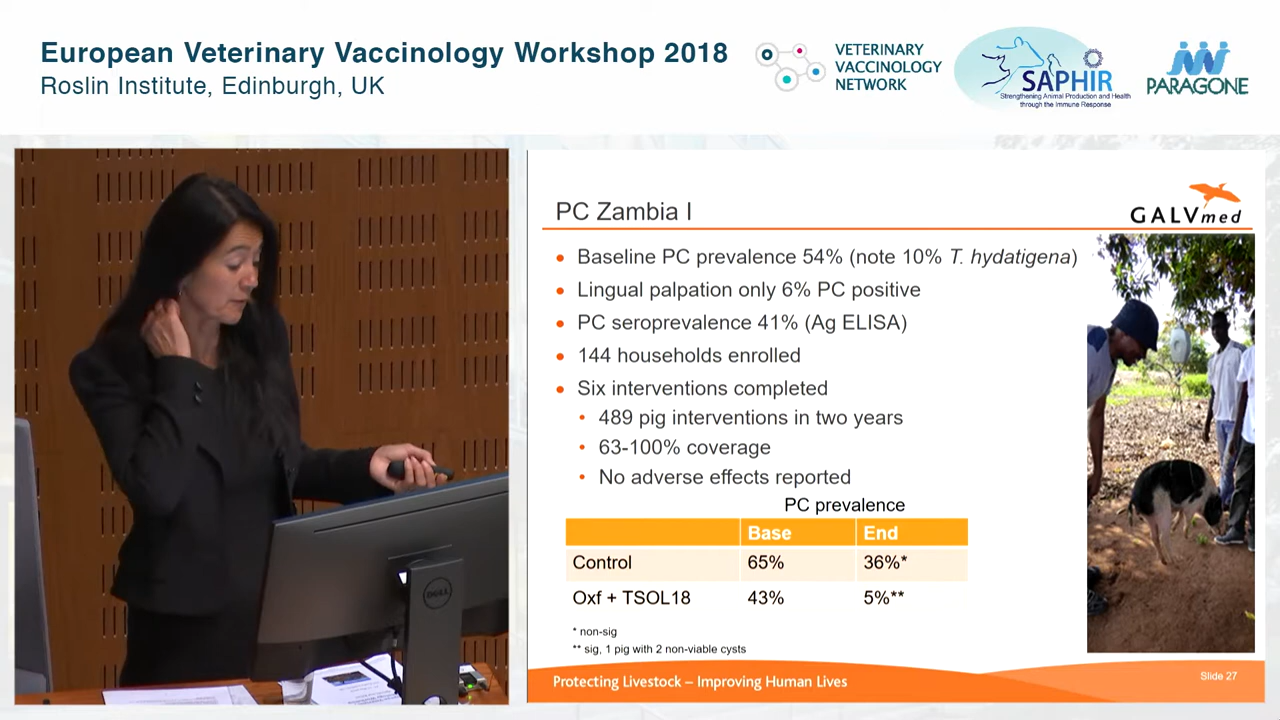 European Veterinary Vaccinology Workshop 2018
Roslin Institute, Edinburgh, UK
VETERINARY
VACCINOLOGY
NETWORK
SAPHIR
Strengthening Animal Production and Health
through the Immune Response
PARAGONE
PC Zambia I
GALVmed
• Baseline PC prevalence 54% (note 10% T. hydatigena)
• Lingual palpation only 6% PC positive
• PC seroprevalence 41% (Ag ELISA)
• 144 households enrolled
• Six interventions completed
• 489 pig interventions in two years
• 63-100% coverage
• No adverse effects reported
PC prevalence
Base End
Control 65% 36%*
Oxf + TSOL18 43% 5%**
* non-sig
** sig, 1 pig with 2 non-viable cysts
Protecting Livestock – Improving Human Lives
Slide 27
DELL